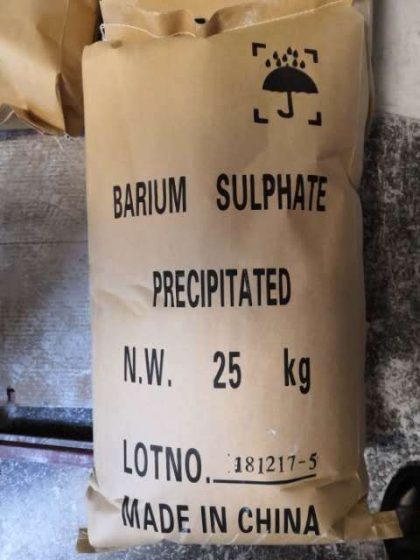 BARIUM SULPHATE
PRECIPITATED
N.W. 25 kg
LOTNO. 181217-5
MADE IN CHINA